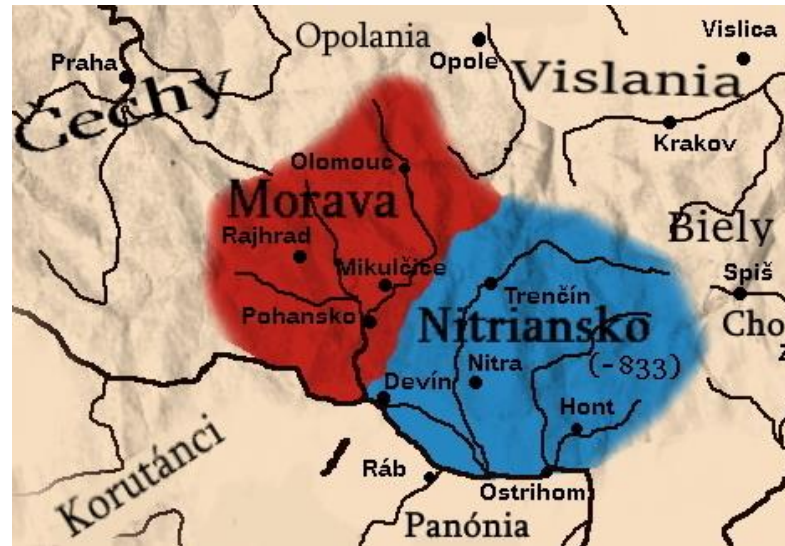 Opolania
Vislica
Praha
Opole
Čechy
Vislania
Krakov
Olomouc
Morava
Rajhrad
Biely
Mikulčice
Spiš
Trenčín
Pohansko
Nitriansko
Cho
Nitra
(-833)
Devín
Hont
Korutánci
Ráb
Ostrihom
Panónia